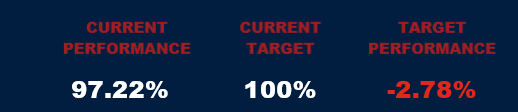 CURRENT PERFORMANCE
CURRENT TARGET
TARGET PERFORMANCE
97.22%
100%
-2.78%